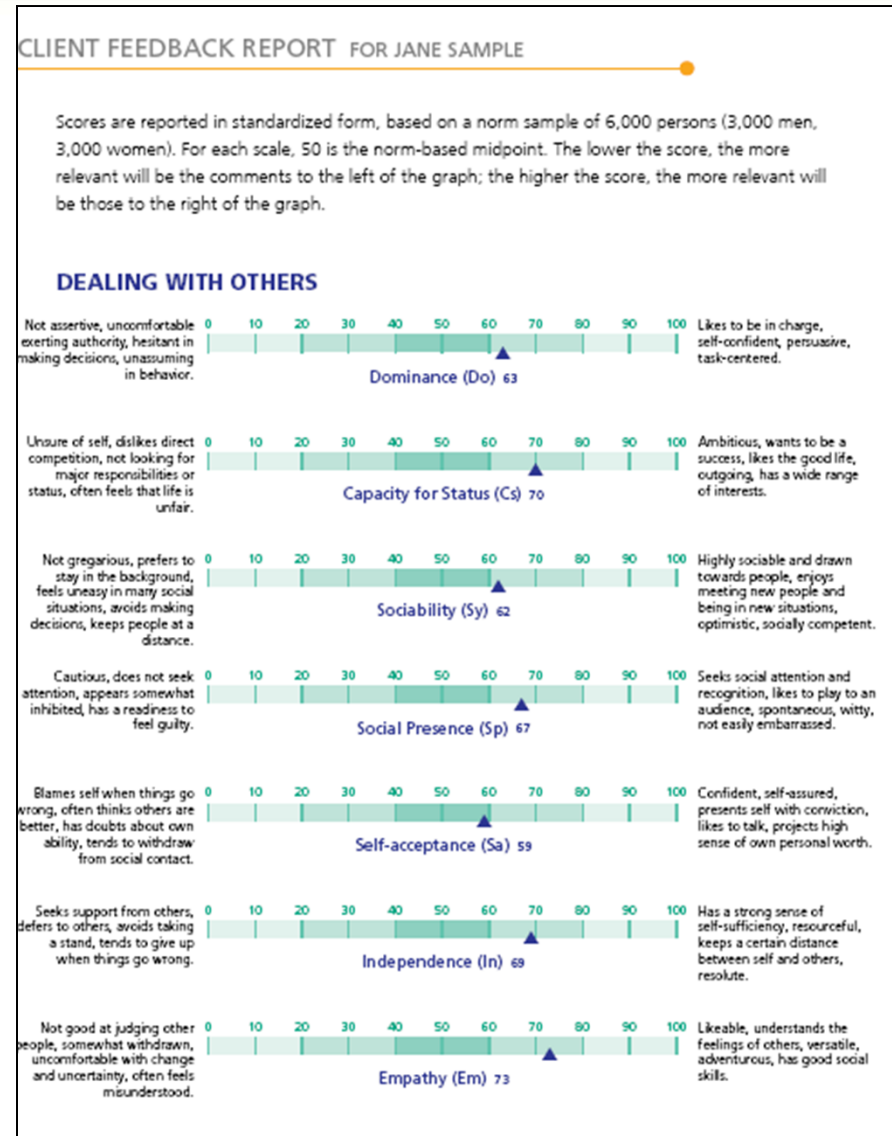 CLIENT FEEDBACK REPORT FOR JANE SAMPLE
Scores are reported in standardized form, based on a norm sample of 6,000 persons (3,000 men,
3,000 women). For each scale, 50 is the norm-based midpoint. The lower the score, the more
relevant will be the comments to the left of the graph; the higher the score, the more relevant will
be those to the right of the graph.
DEALING WITH OTHERS
Not assertive, uncomfortable
exerting authority, hesitant in
making decisions, unassuming
in behavior.
0 10 20 30 40 50 60 70 80 90 100
Dominance (Do) 63
Likes to be in charge,
self-confident, persuasive,
task-centered.
Unsure of self, dislikes direct
competition, not looking for
major responsibilities or
status, often feels that life is
unfair.
0 10 20 30 40 50 60 70 80 90 100
Capacity for Status (Cs) 70
Ambitious, wants to be a
success, likes the good life,
outgoing, has a wide range
of interests.
Not gregarious, prefers to
stay in the background,
feels uneasy in many social
situations, avoids making
decisions, keeps people at a
distance.
0 10 20 30 40 50 60 70 80 90 100
Sociability (Sy) 62
Highly sociable and drawn
towards people, enjoys
meeting new people and
being in new situations,
optimistic, socially competent.
Cautious, does not seek
attention, appears somewhat
inhibited, has a readiness to
feel guilty.
0 10 20 30 40 50 60 70 80 90 100
Social Presence (Sp) 67
Seeks social attention and
recognition, likes to play to an
audience, spontaneous, witty,
not easily embarrassed.
Blames self when things go
wrong, often thinks others are
better, has doubts about own
ability, tends to withdraw
from social contact.
0 10 20 30 40 50 60 70 80 90 100
Self-acceptance (Sa) 59
Confident, self-assured,
presents self with conviction,
likes to talk, projects high
sense of own personal worth.
Seeks support from others,
defers to others, avoids taking
a stand, tends to give up
when things go wrong.
0 10 20 30 40 50 60 70 80 90 100
Independence (In) 69
Has a strong sense of
self-sufficiency, resourceful,
keeps a certain distance
between self and others,
resolute.
Not good at judging other
people, somewhat withdrawn,
uncomfortable with change
and uncertainty, often feels
misunderstood.
0 10 20 30 40 50 60 70 80 90 100
Empathy (Em) 73
Likeable, understands the
feelings of others, versatile,
adventurous, has good social
skills.